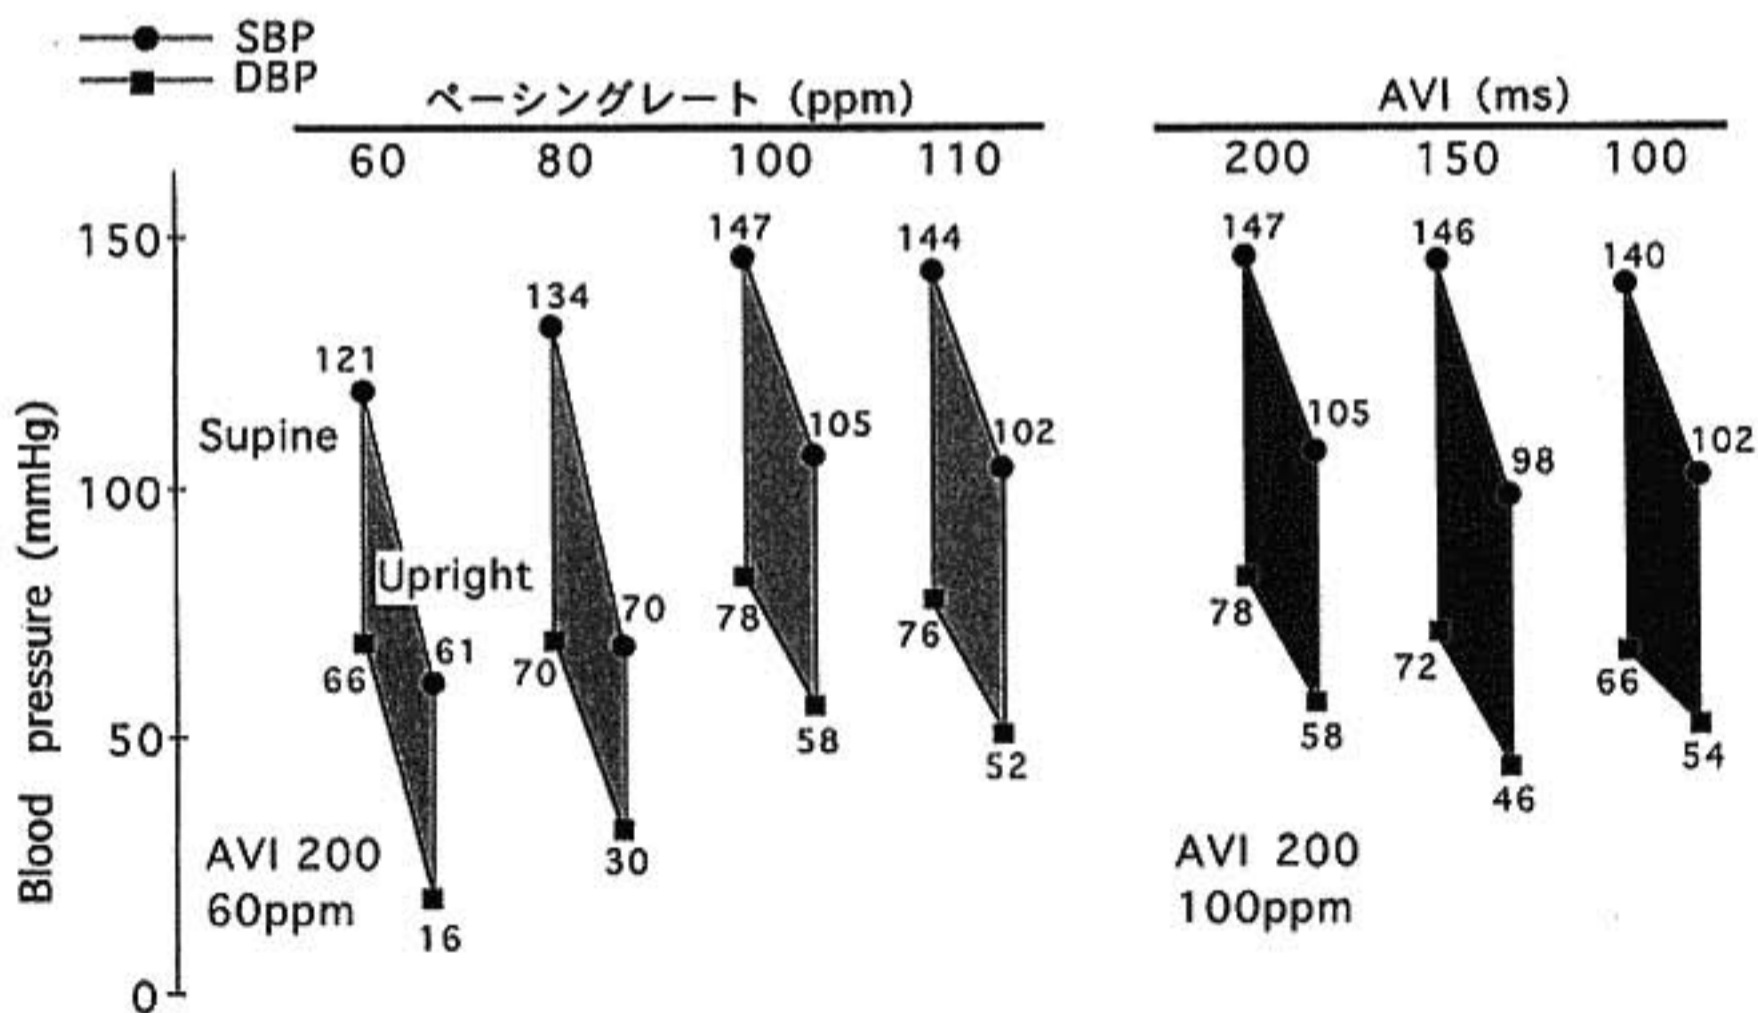 SBP
DBP
ペーシングレート (ppm)
AVI (ms)
60 80 100 110
200 150 100
150
100
50
0
Blood pressure (mmHg)
147 144 147 146 140
134
121
Supine
105 102 105 98 102
Upright
70
61
66 70 78 76 78 72 66
58 52 58 46 54
30
16
AVI 200
60ppm
AVI 200
100ppm